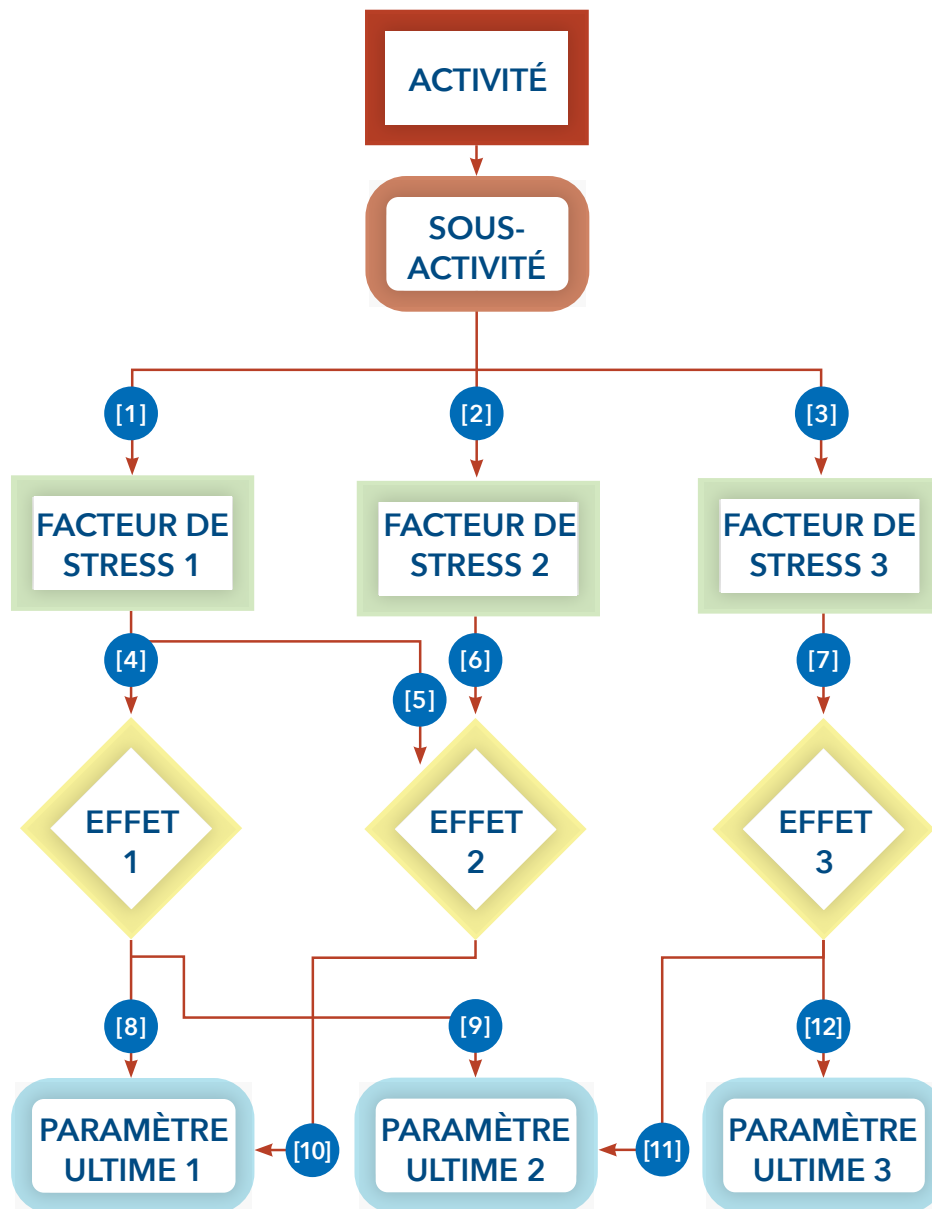 ACTIVITÉ
SOUS-
ACTIVITÉ
[1]
[2]
[3]
FACTEUR DE
STRESS 1
FACTEUR DE
STRESS 2
FACTEUR DE
STRESS 3
[4]
[5]
[6]
[7]
EFFET
1
EFFET
2
EFFET
3
[8]
[9]
[12]
PARAMÈTRE
ULTIME 1
[10]
PARAMÈTRE
ULTIME 2
[11]
PARAMÈTRE
ULTIME 3